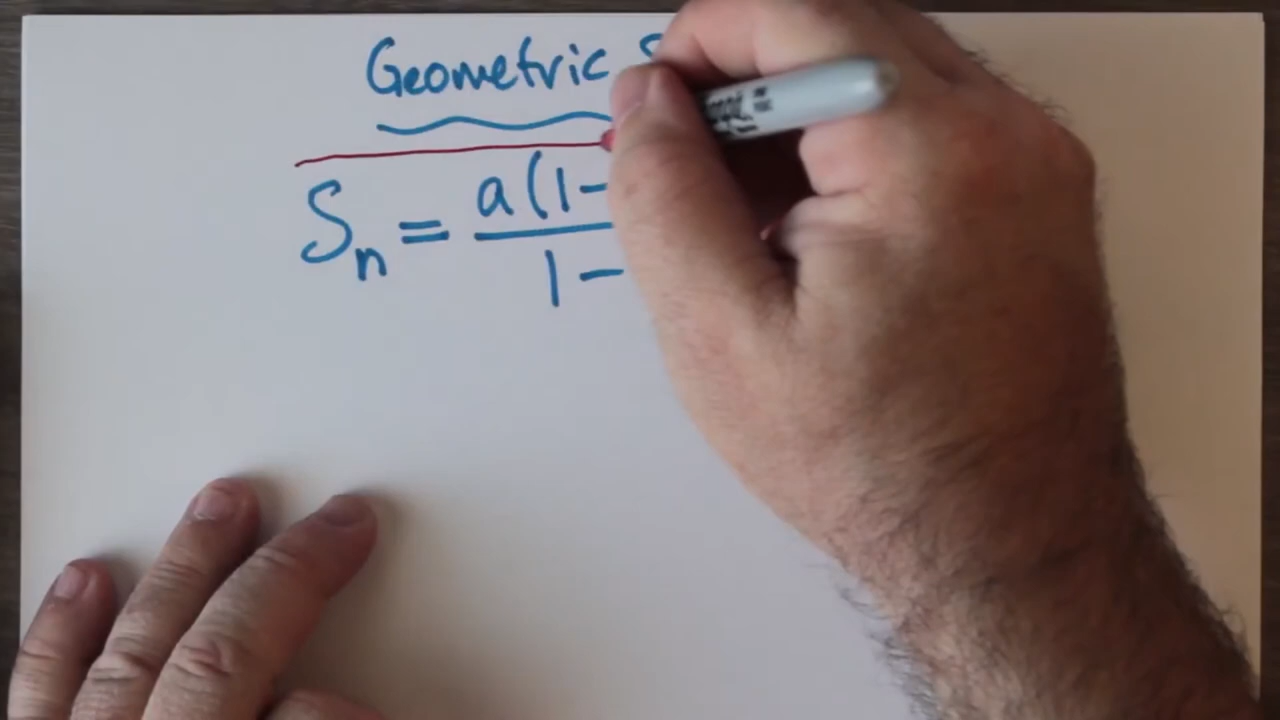 Geometric
Sn = a(1-
1-